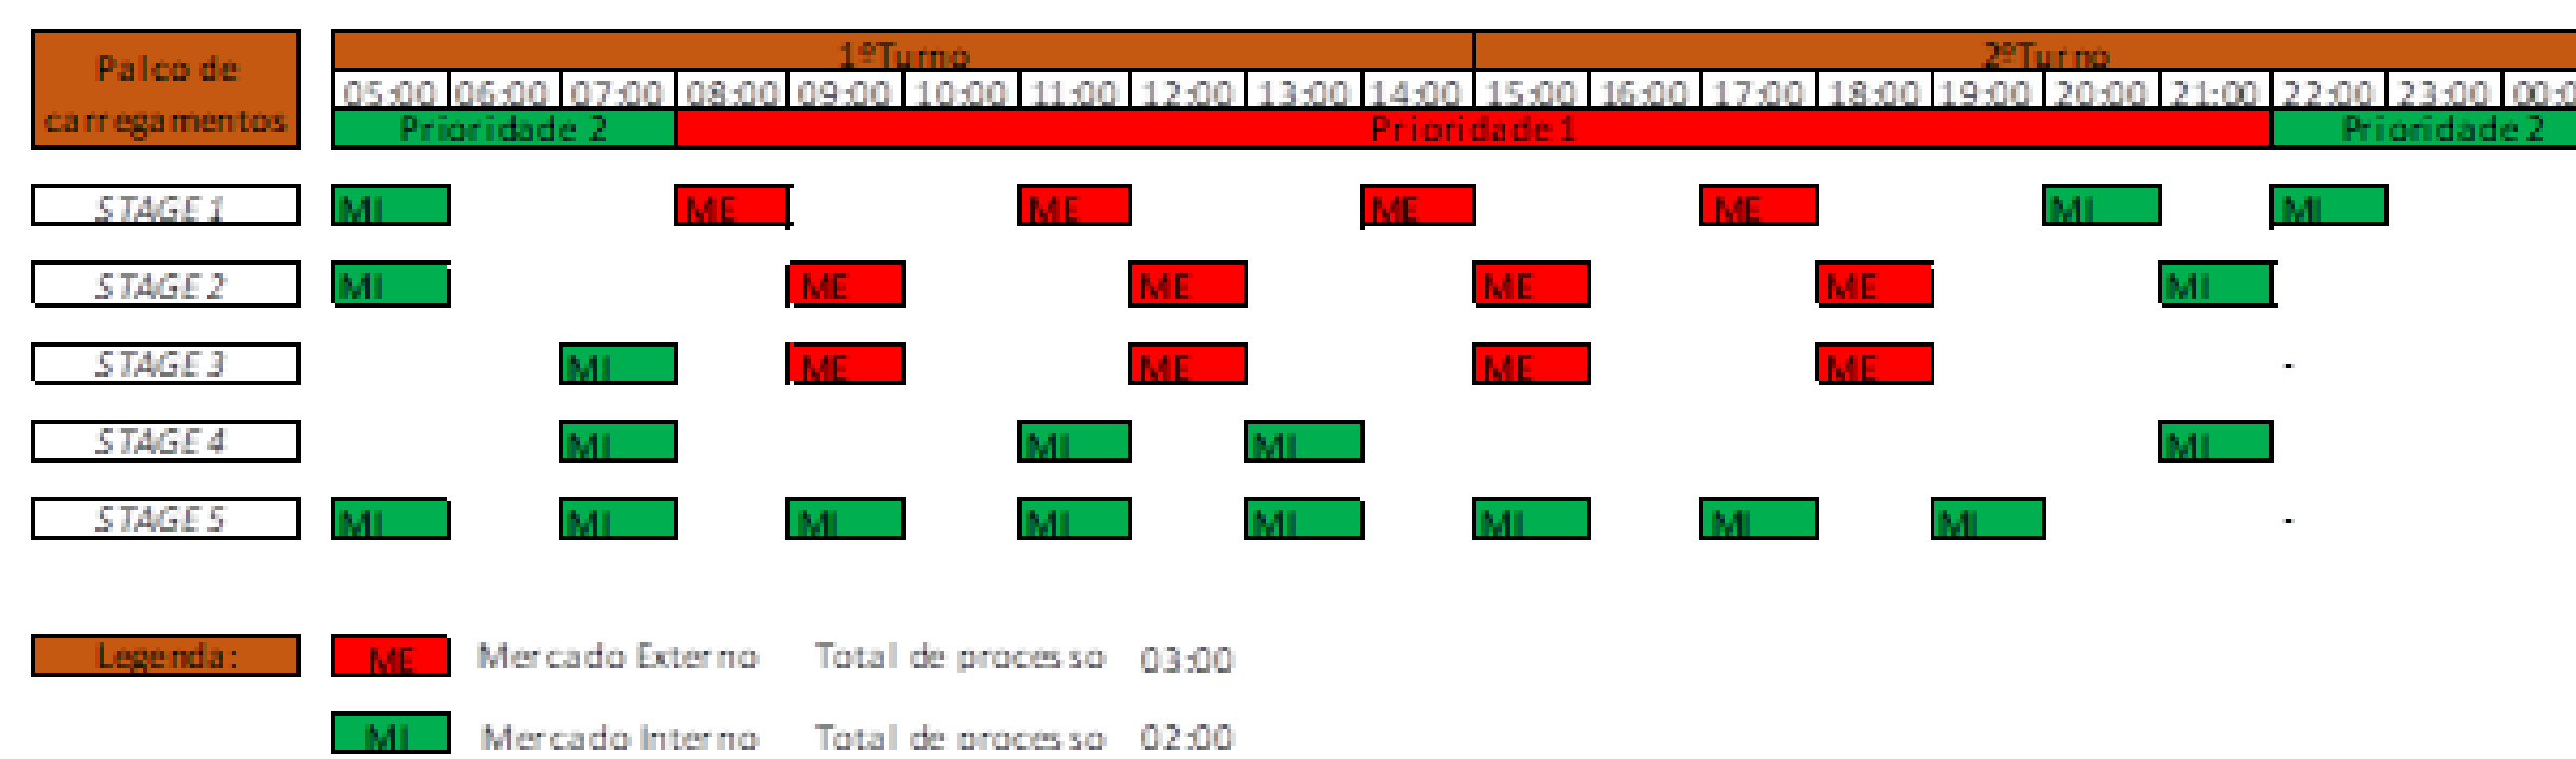 Palco de
carregamentos
1ºTurno 2ºTurno
05:00 06:00 07:00 08:00 09:00 10:00 11:00 12:00 13:00 14:00 15:00 16:00 17:00 18:00 19:00 20:00 21:00 22:00 23:00 00:0
Prioridade 2 Prioridade 1 Prioridade 2
STAGE 1 MI ME ME ME ME MI MI
STAGE 2 MI ME ME ME ME MI
STAGE 3 MI ME ME ME ME -
STAGE 4 MI MI MI MI
STAGE 5 MI MI MI MI MI MI MI MI -
Legenda: ME Mercado Externo Total de processo 03:00
MI Mercado Interno Total de processo 02:00